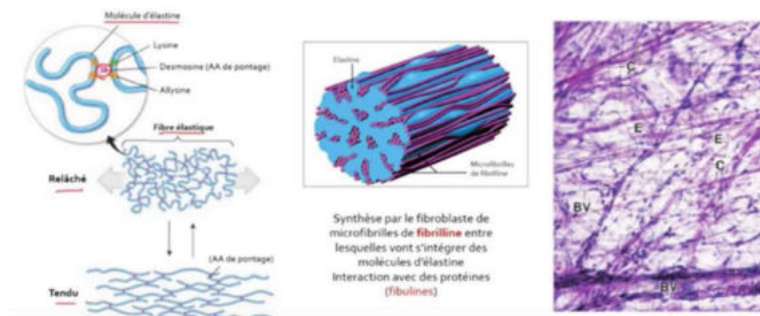 Molécule d'élastine
Lysine
Desmosine (AA de pontage)
Allysine
Fibre élastique
Relâché
(AA de pontage)
Tendu
Elastine
Microfibrilles
de fibrilline
Synthèse par le fibroblaste de
microfibrilles de fibrilline entre
lesquelles vont s'intégrer des
molécules d'élastine
Interaction avec des protéines
(fibulines)
C
E
E
C
BV
BV